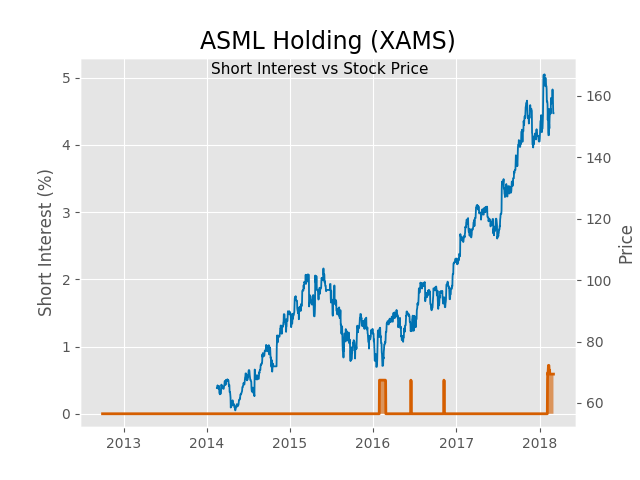 ASML Holding (XAMS)
Short Interest vs Stock Price
Short Interest (%)
5
4
3
2
1
0
160
140
120
100
80
60
Price
2013 2014 2015 2016 2017 2018